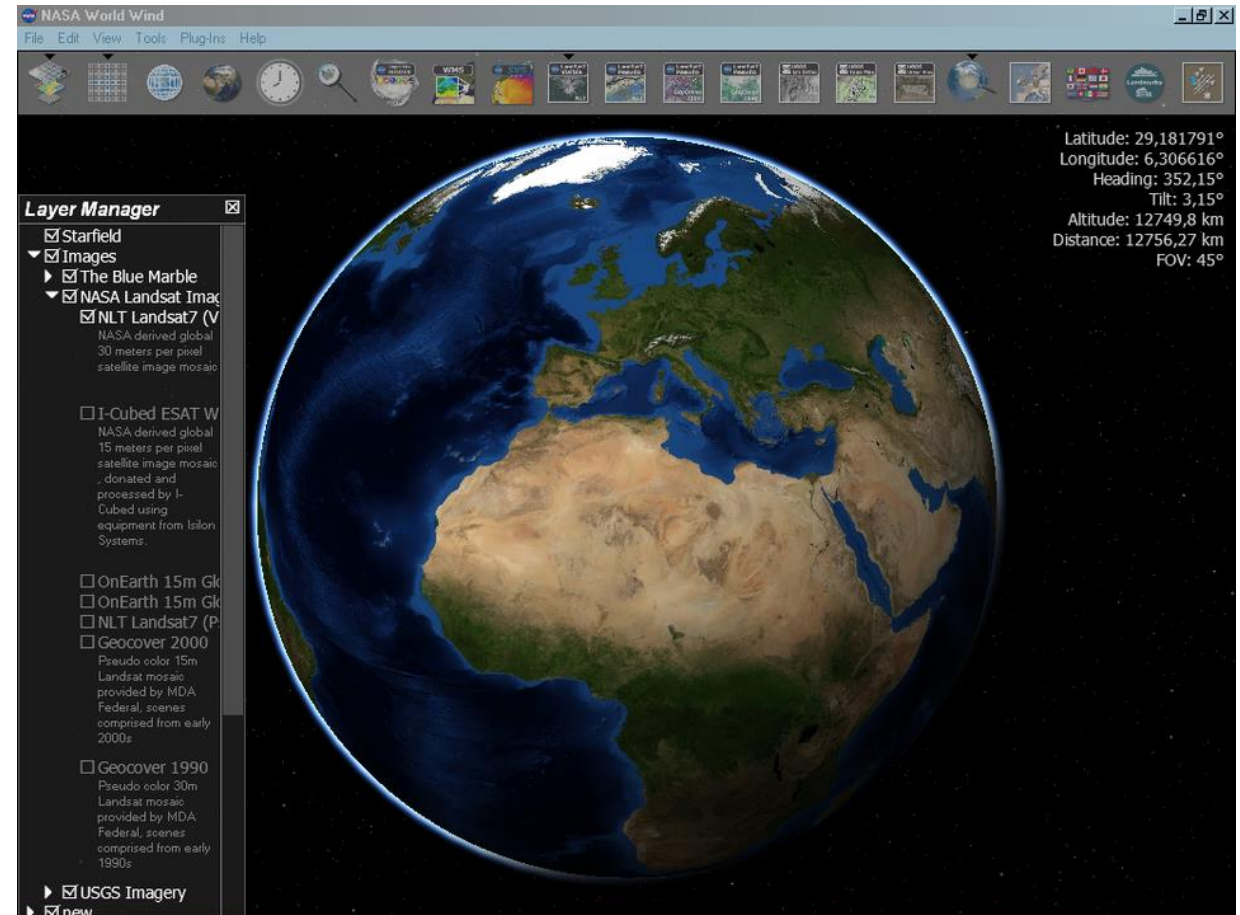 NASA World Wind
File Edit View Tools Plug-Ins Help
WMS
Landmarks
Latitude: 29,181791°
Longitude: 6,306616°
Heading: 352,15°
Tilt: 3,15°
Altitude: 12749,8 km
Distance: 12756,27 km
FOV: 45°
Layer Manager
Starfield
Images
The Blue Marble
NASA Landsat Imag
NLT Landsat7 (V
NASA derived global
30 meters per pixel
satellite image mosaic
I-Cubed ESAT W
NASA derived global
15 meters per pixel
satellite image mosaic
, donated and
processed by I-
Cubed using
equipment from Isilon
Systems.
OnEarth 15m Gl
OnEarth 15m Gl
NLT Landsat7 (P
Geocover 2000
Pseudo color 15m
Landsat mosaic
provided by MDA
Federal, scenes
comprised from early
2000s
Geocover 1990
Pseudo color 30m
Landsat mosaic
provided by MDA
Federal, scenes
comprised from early
1990s
USGS Imagery
new